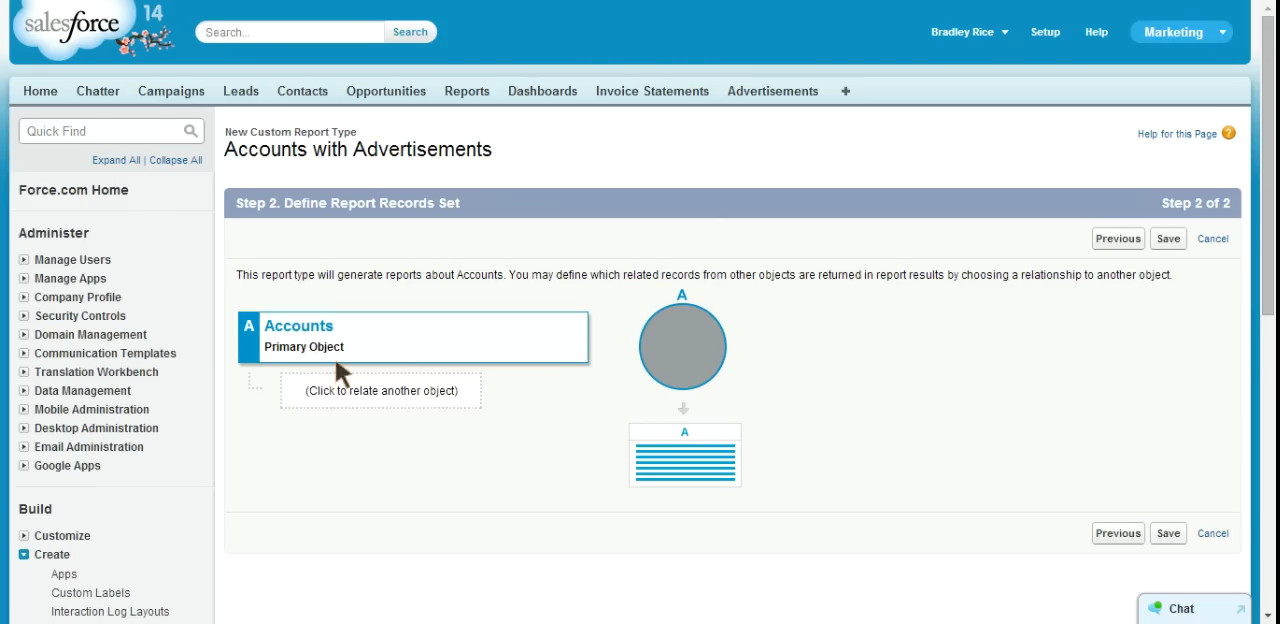 salesforce
14
Search...
Search
Bradley Rice
Setup
Help
Marketing
Home
Chatter
Campaigns
Leads
Contacts
Opportunities
Reports
Dashboards
Invoice Statements
Advertisements
+
Quick Find
Expand All | Collapse All
Force.com Home
Administer
Manage Users
Manage Apps
Company Profile
Security Controls
Domain Management
Communication Templates
Translation Workbench
Data Management
Mobile Administration
Desktop Administration
Email Administration
Google Apps
Build
Customize
Create
Apps
Custom Labels
Interaction Log Layouts
New Custom Report Type
Accounts with Advertisements
Help for this Page ?
Step 2. Define Report Records Set
Step 2 of 2
Previous
Save
Cancel
This report type will generate reports about Accounts. You may define which related records from other objects are returned in report results by choosing a relationship to another object.
A
Accounts
Primary Object
(Click to relate another object)
A
A
Previous
Save
Cancel
Chat